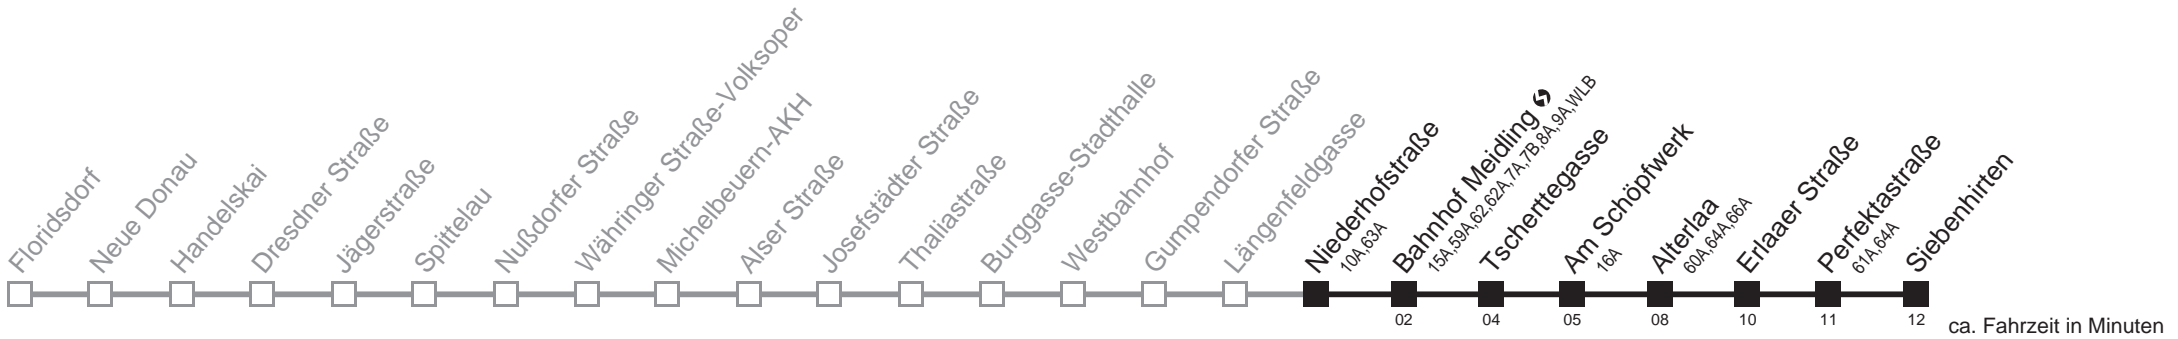 Floridsdorf
Neue Donau
Handelskai
Dresdner Straße
Jägerstraße
Spittelau
Nußdorfer Straße
Währinger Straße-Volksoper
Michelbeuern-AKH
Alser Straße
Josefstädter Straße
Thaliastraße
Burggasse-Stadthalle
Westbahnhof
Gumpendorfer Straße
Längenfeldgasse
Niederhofstraße
10A,63A
Bahnhof Meidling
15A,59A,62,62A,7A,7B,8A,9A,WLB
Tscherttegasse
Am Schöpfwerk
16A
Alterlaa
60A,64A,66A
Erlaaer Straße
Perfektastraße
61A,64A
Siebenhirten
02 04 05 08 10 11 12 ca. Fahrzeit in Minuten